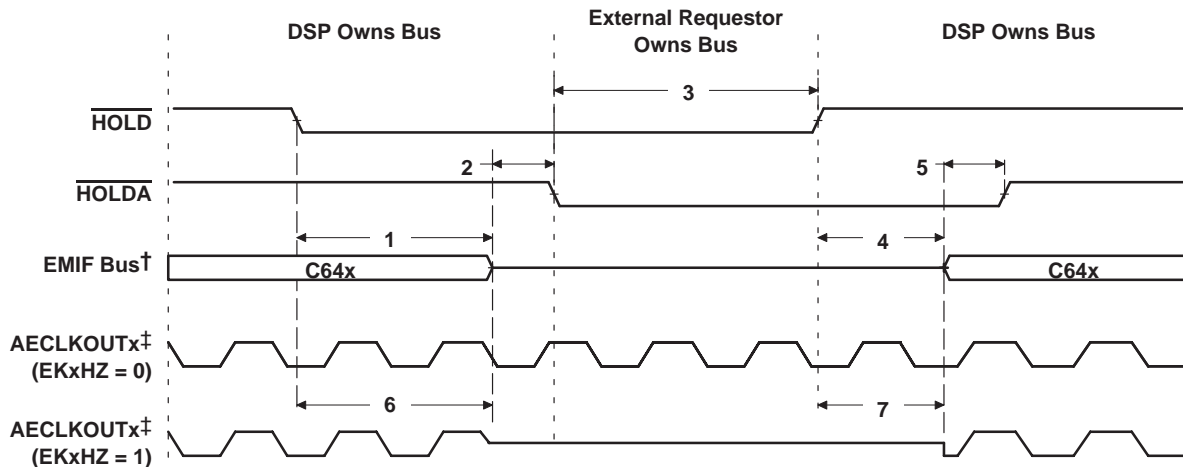 DSP Owns Bus
External Requestor
Owns Bus
DSP Owns Bus
3
HOLD
2
5
HOLDA
1
4
EMIF Bus†
C64x
C64x
AECLKOUTx‡
(EKxHZ = 0)
6
7
AECLKOUTx‡
(EKxHZ = 1)